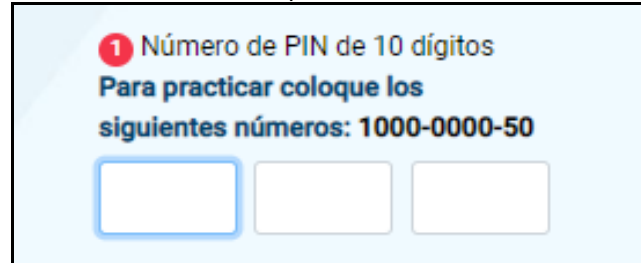 1 Número de PIN de 10 dígitos
Para practicar coloque los
siguientes números: 1000-0000-50